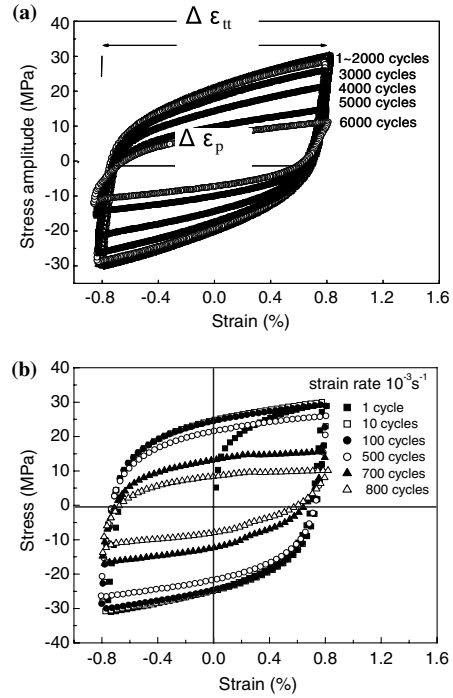 (a)
Δ ε_tt
40
30
20
10
0
-10
-20
-30
Stress amplitude (MPa)
1~2000 cycles
3000 cycles
4000 cycles
5000 cycles
6000 cycles
Δ ε_p
-0.8 -0.4 0.0 0.4 0.8 1.2 1.6
Strain (%)
(b)
40
30
20
10
0
-10
-20
-30
-40
Stress (MPa)
strain rate 10⁻³s⁻¹
1 cycle
10 cycles
100 cycles
500 cycles
700 cycles
800 cycles
-0.8 -0.4 0.0 0.4 0.8 1.2 1.6
Strain (%)